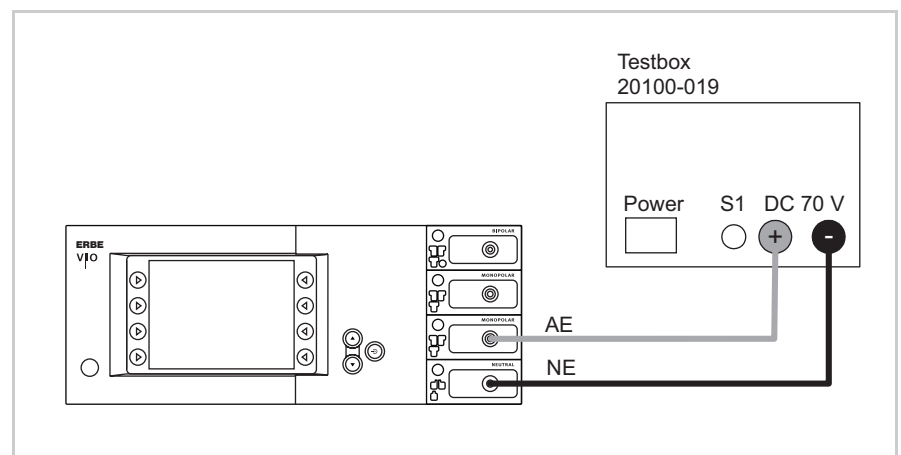 Testbox
20100-019
Power S1 DC 70 V
+ -
ERBE
VIO
BIPOLAR
MONOPOLAR
MONOPOLAR
AE
NEUTRAL
NE